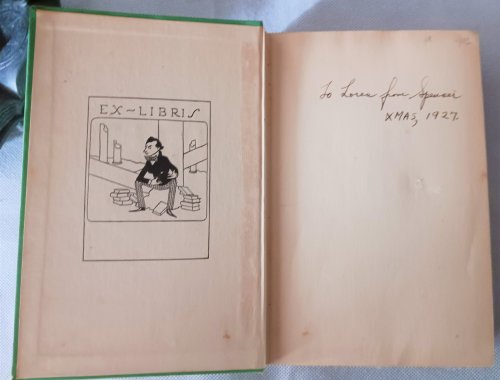 EX-LIBRIS
To Loren from Spencer
XMAS, 1927.